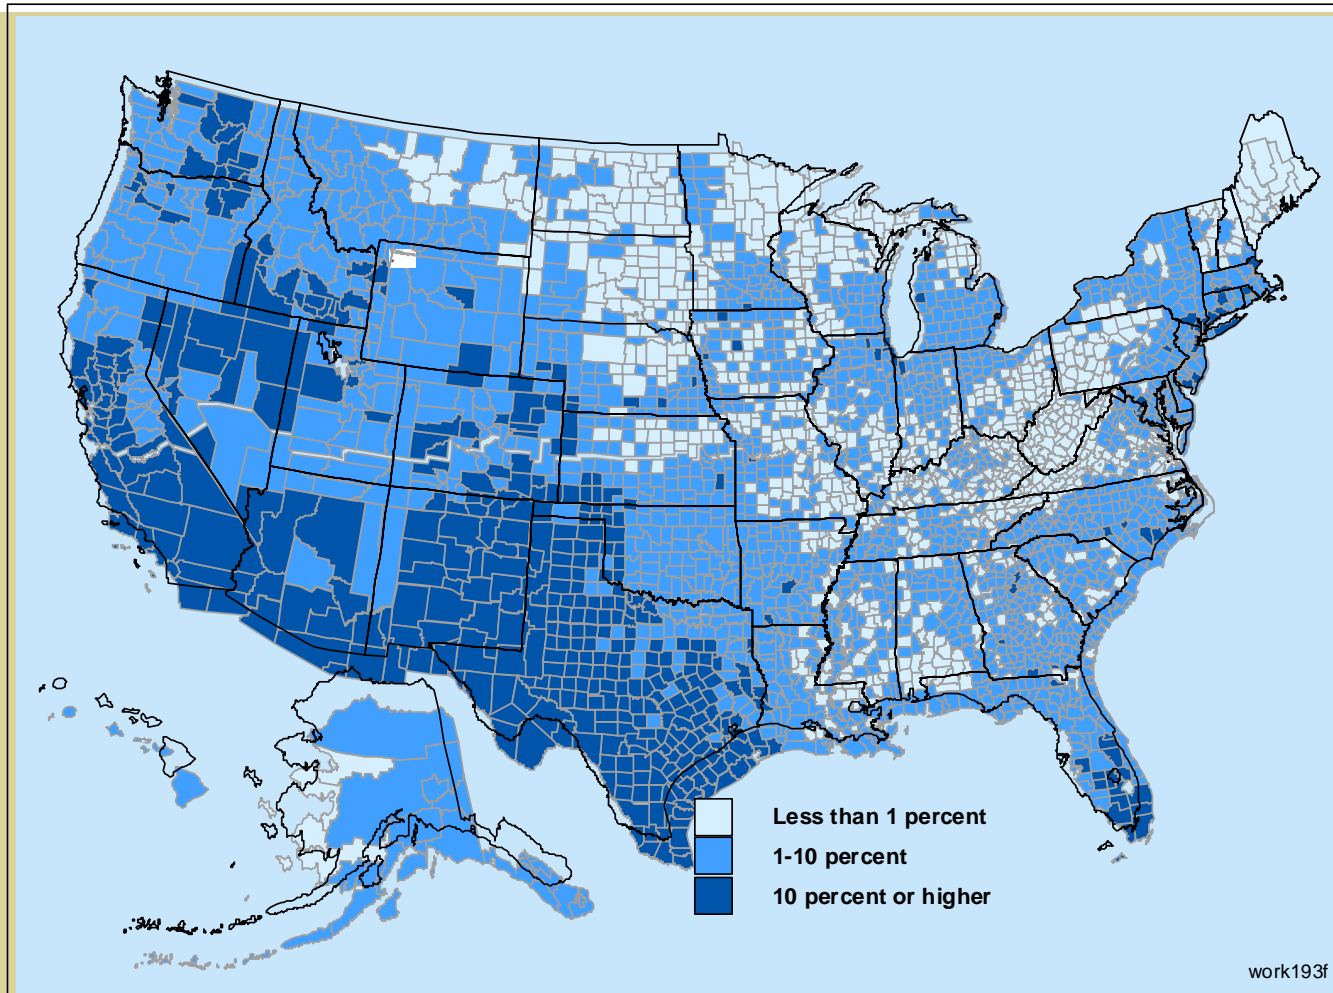 Less than 1 percent
1-10 percent
10 percent or higher
work193f